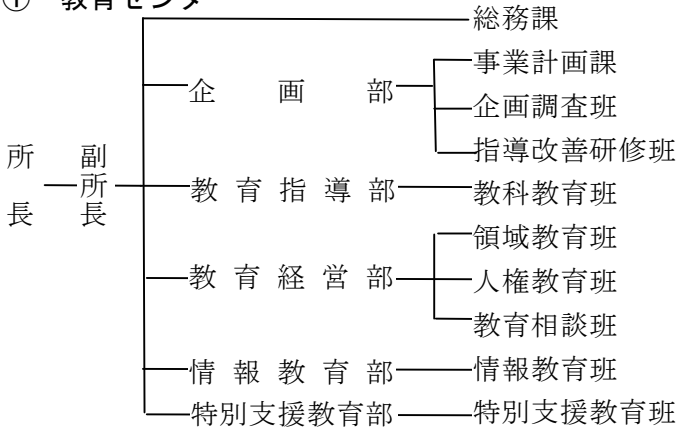 ① 教育センター
総務課
企画部
事業計画課
企画調査班
指導改善研修班
所長
副所長
教育指導部
教科教育班
領域教育班
教育経営部
人権教育班
教育相談班
情報教育部
情報教育班
特別支援教育部
特別支援教育班